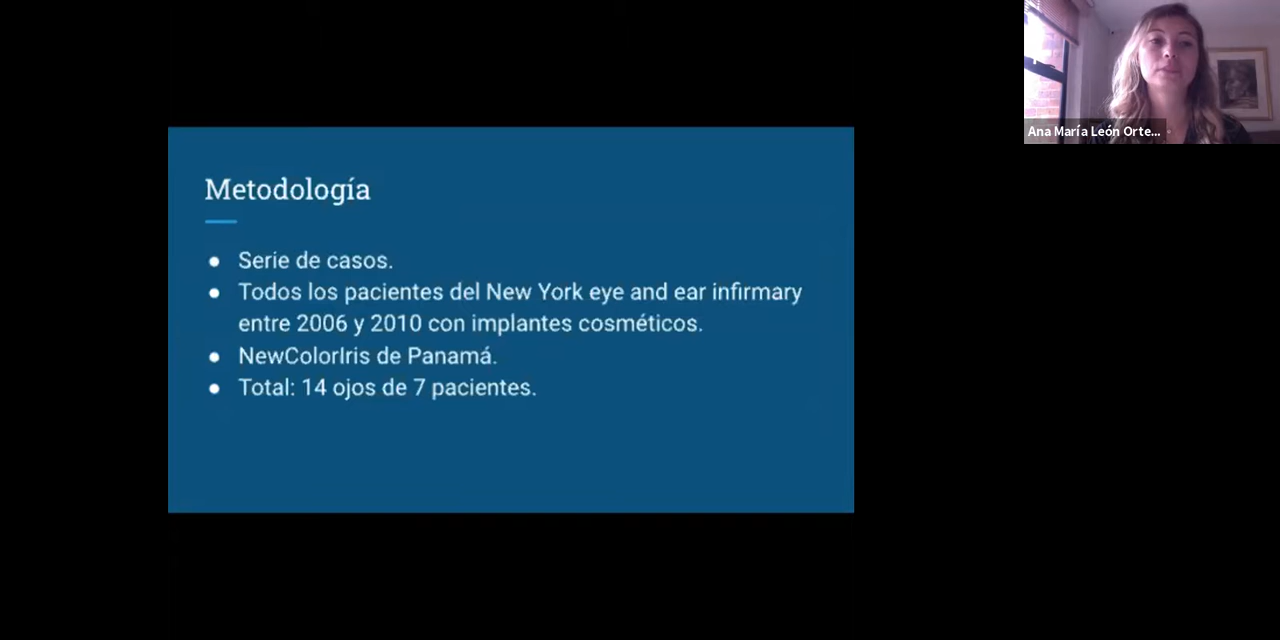 Metodología
● Serie de casos.
● Todos los pacientes del New York eye and ear infirmary
entre 2006 y 2010 con implantes cosméticos.
● NewColorIris de Panamá.
● Total: 14 ojos de 7 pacientes.
Ana María León Orte...